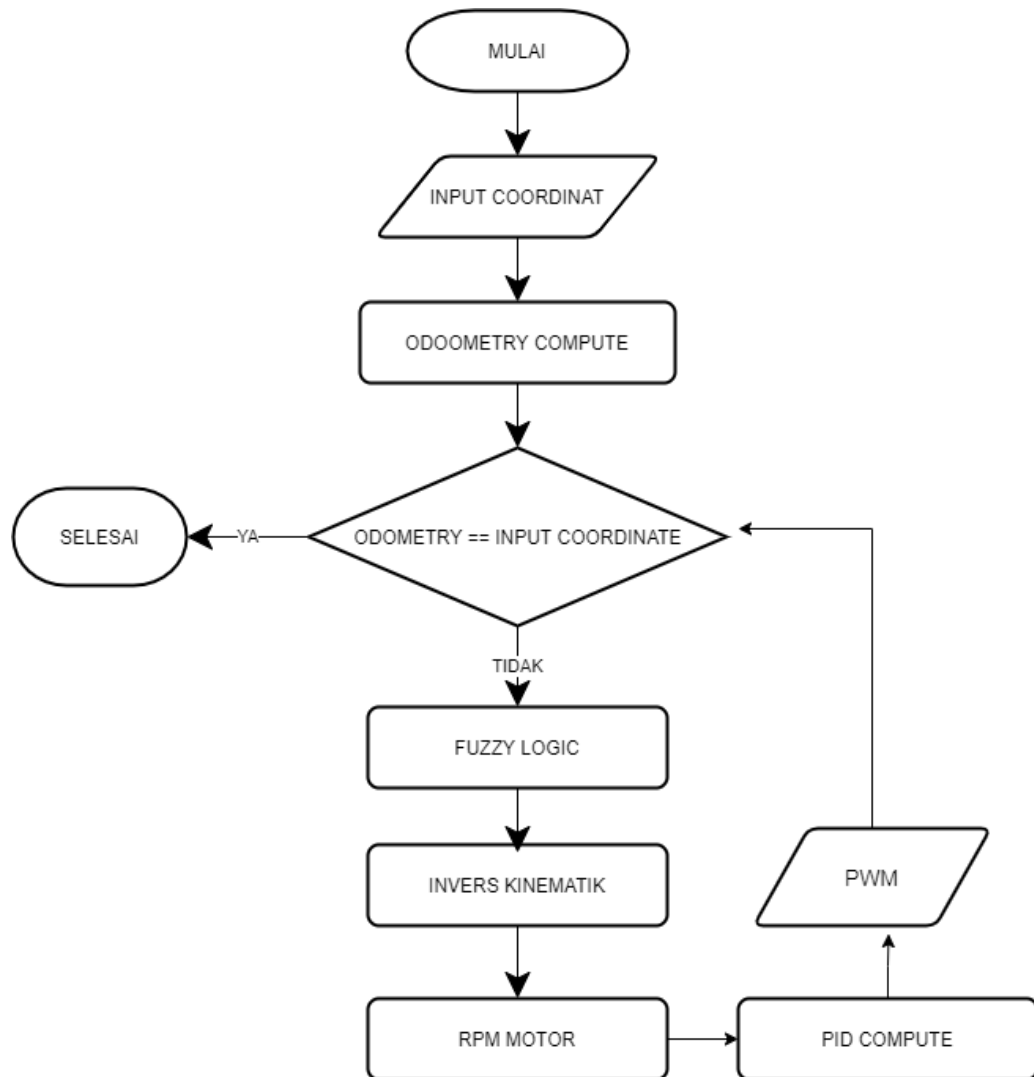 MULAI
INPUT COORDINAT
ODOOMETRY COMPUTE
ODOMETRY == INPUT COORDINATE
YA
SELESAI
TIDAK
FUZZY LOGIC
INVERS KINEMATIK
RPM MOTOR
PID COMPUTE
PWM